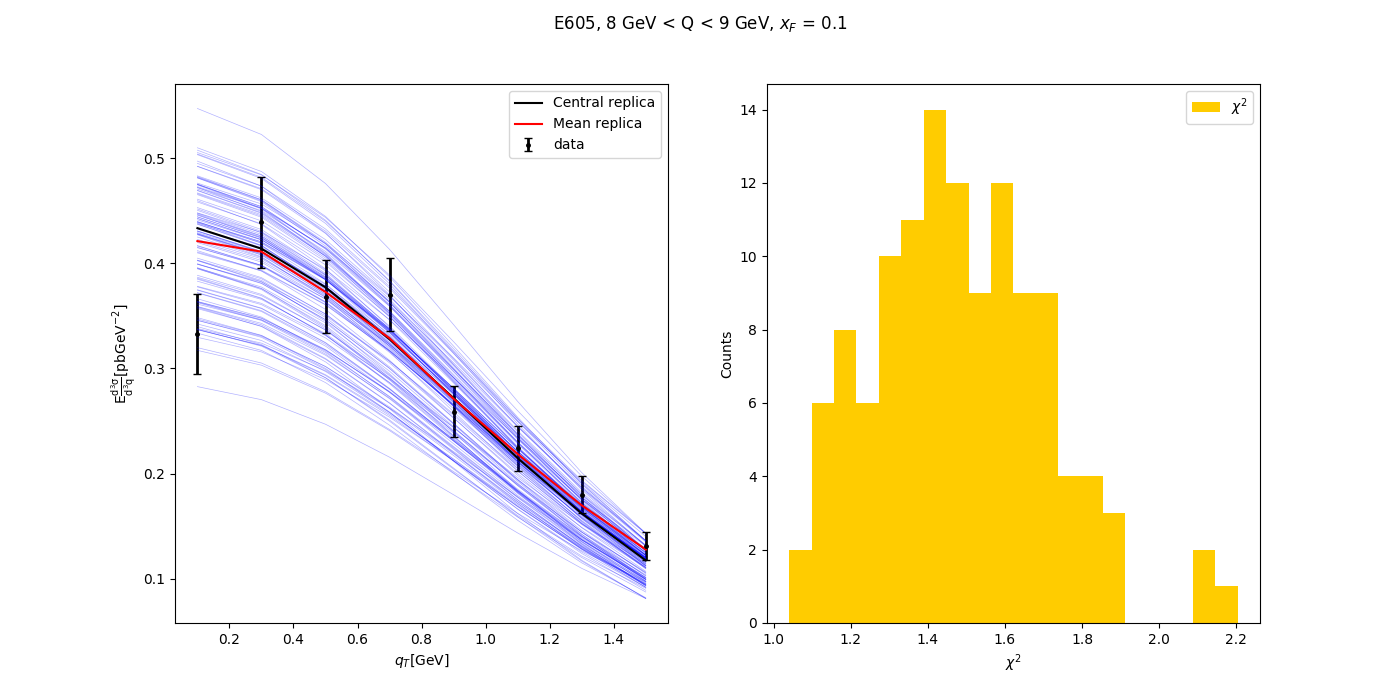 E605, 8 GeV < Q < 9 GeV, x_F = 0.1
Central replica
Mean replica
data
0.5
0.4
0.3
0.2
0.1
E d³σ/d³q [pbGeV⁻²]
0.2 0.4 0.6 0.8 1.0 1.2 1.4
q_T[GeV]
χ²
14
12
10
8
6
4
2
0
Counts
1.0 1.2 1.4 1.6 1.8 2.0 2.2
χ²